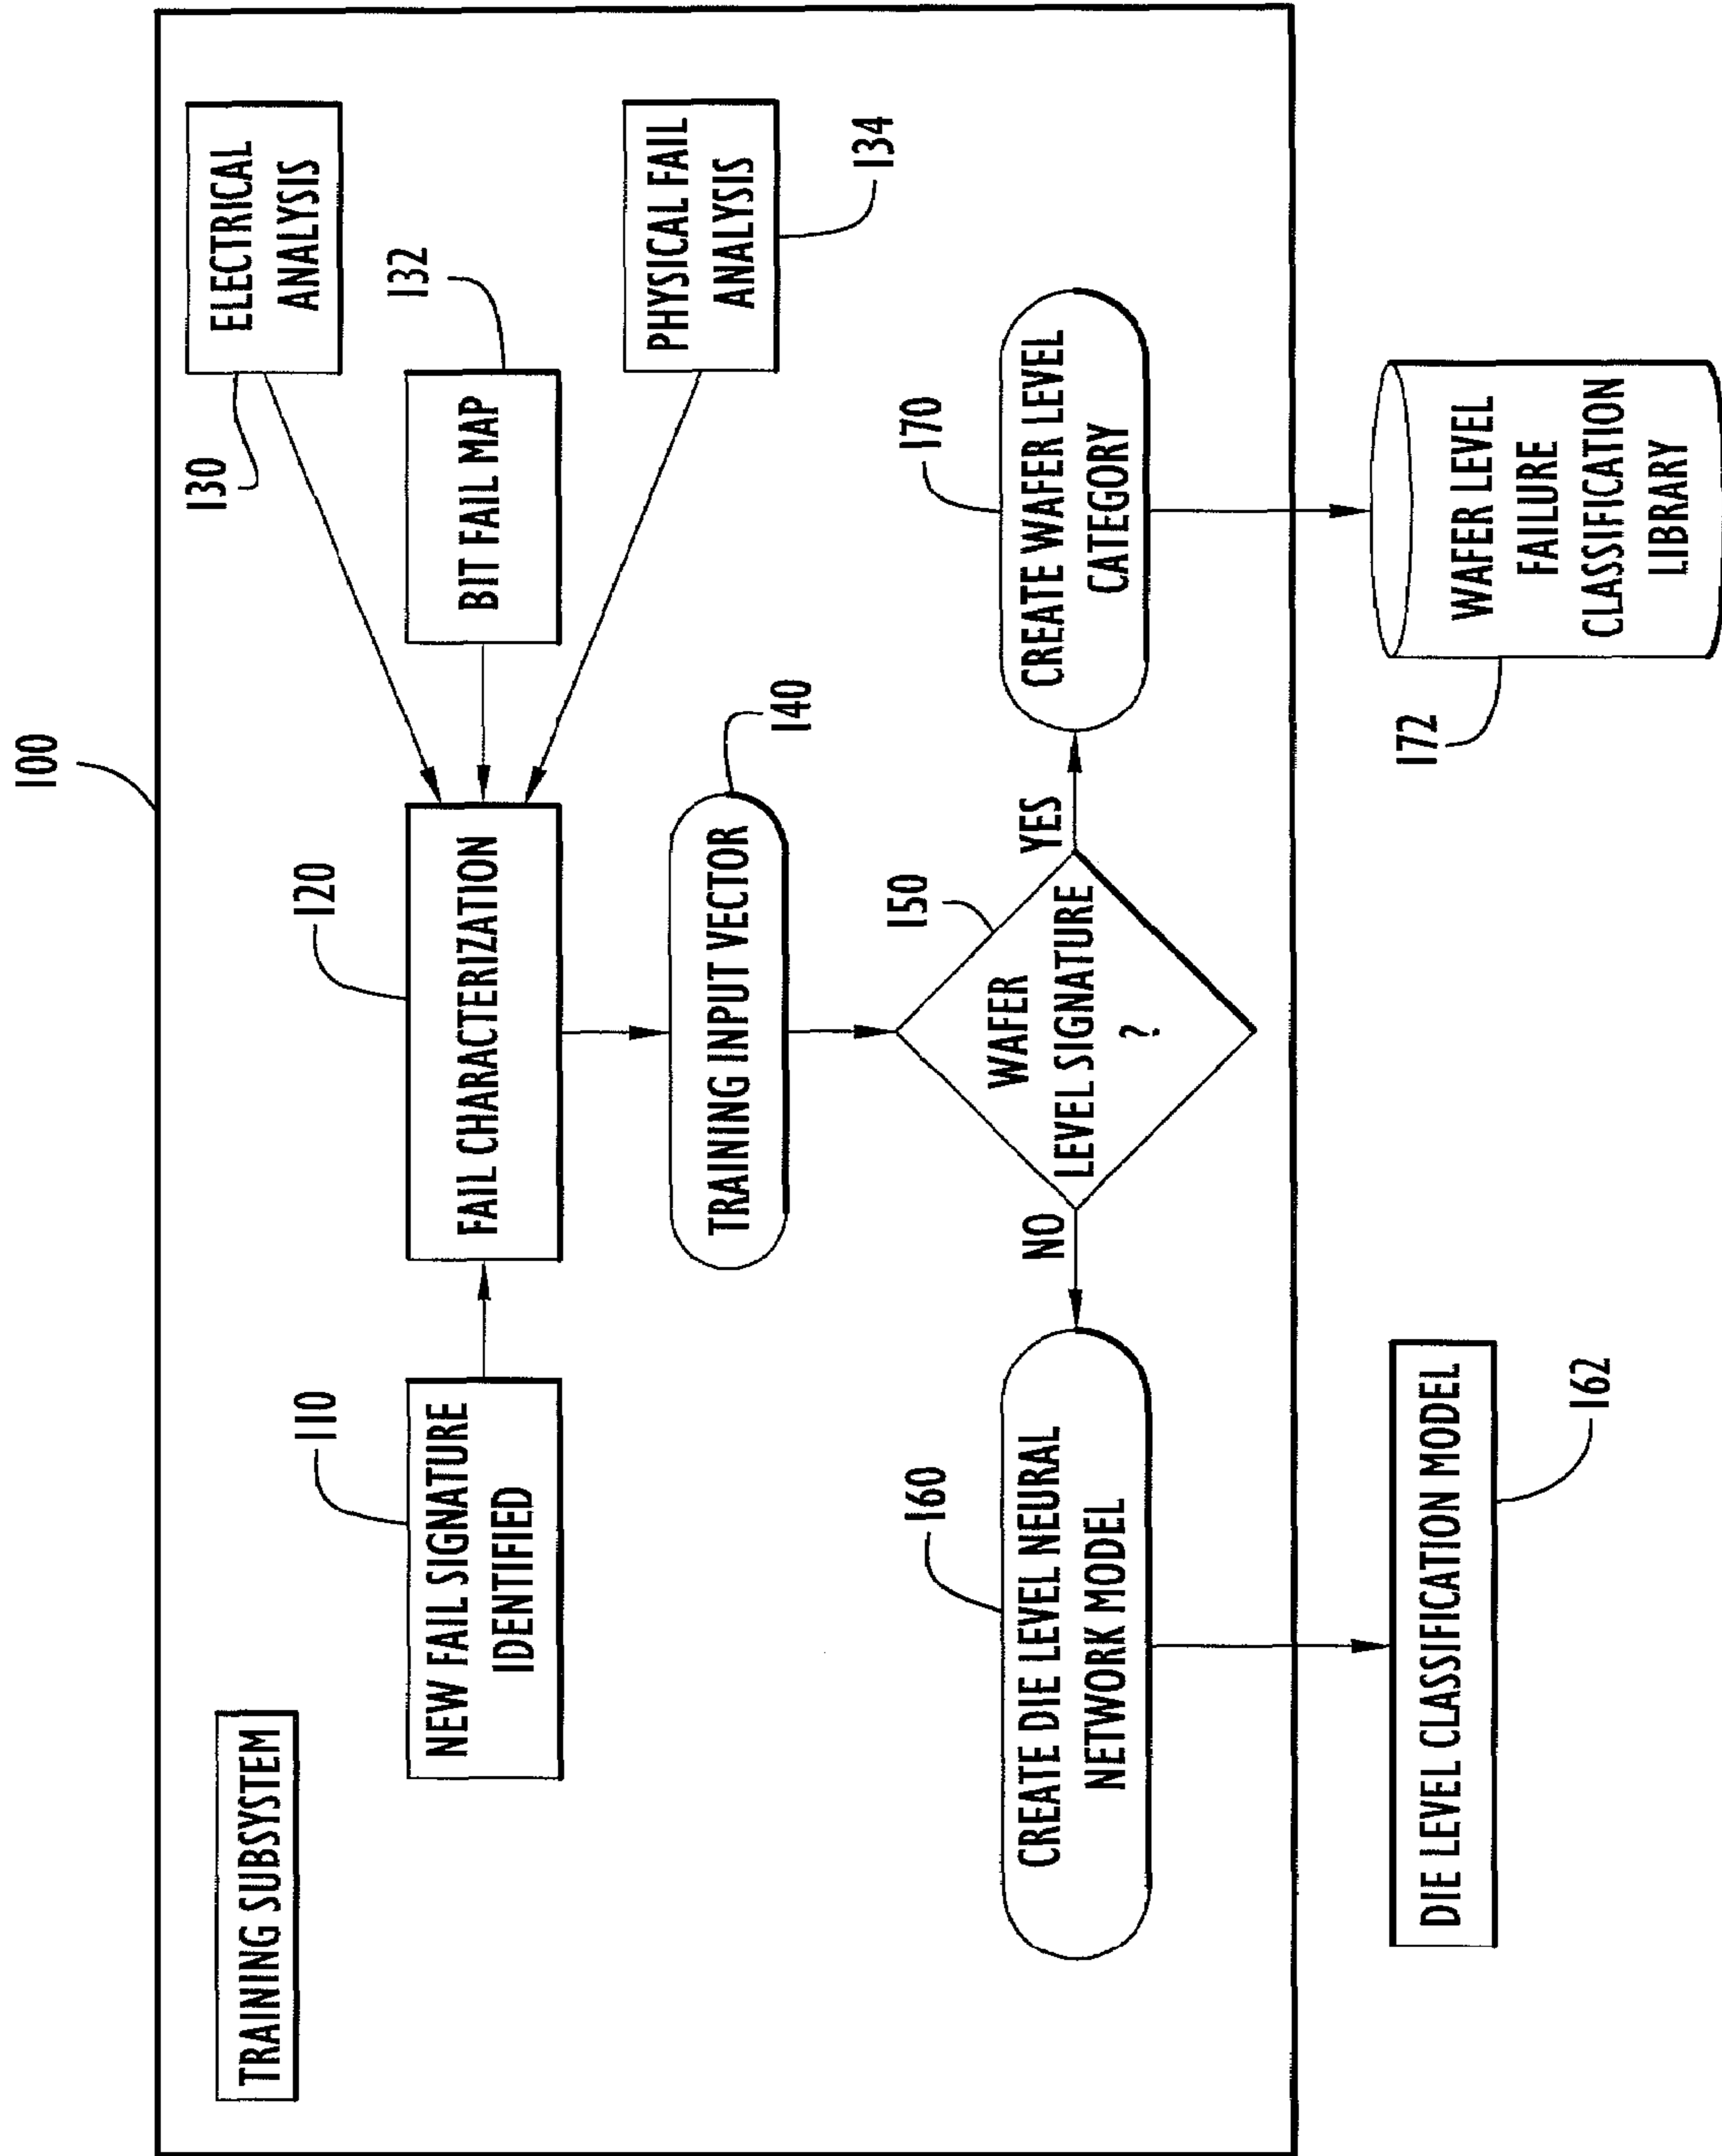 100
TRAINING SUBSYSTEM
110
NEW FAIL SIGNATURE
IDENTIFIED
120
FAIL CHARACTERIZATION
130
ELECTRICAL
ANALYSIS
132
BIT FAIL MAP
PHYSICAL FAIL
ANALYSIS
134
140
TRAINING INPUT VECTOR
150
WAFER
LEVEL SIGNATURE
?
NO
YES
160
CREATE DIE LEVEL NEURAL
NETWORK MODEL
170
CREATE WAFER LEVEL
CATEGORY
DIE LEVEL CLASSIFICATION MODEL
162
172
WAFER LEVEL
FAILURE
CLASSIFICATION
LIBRARY